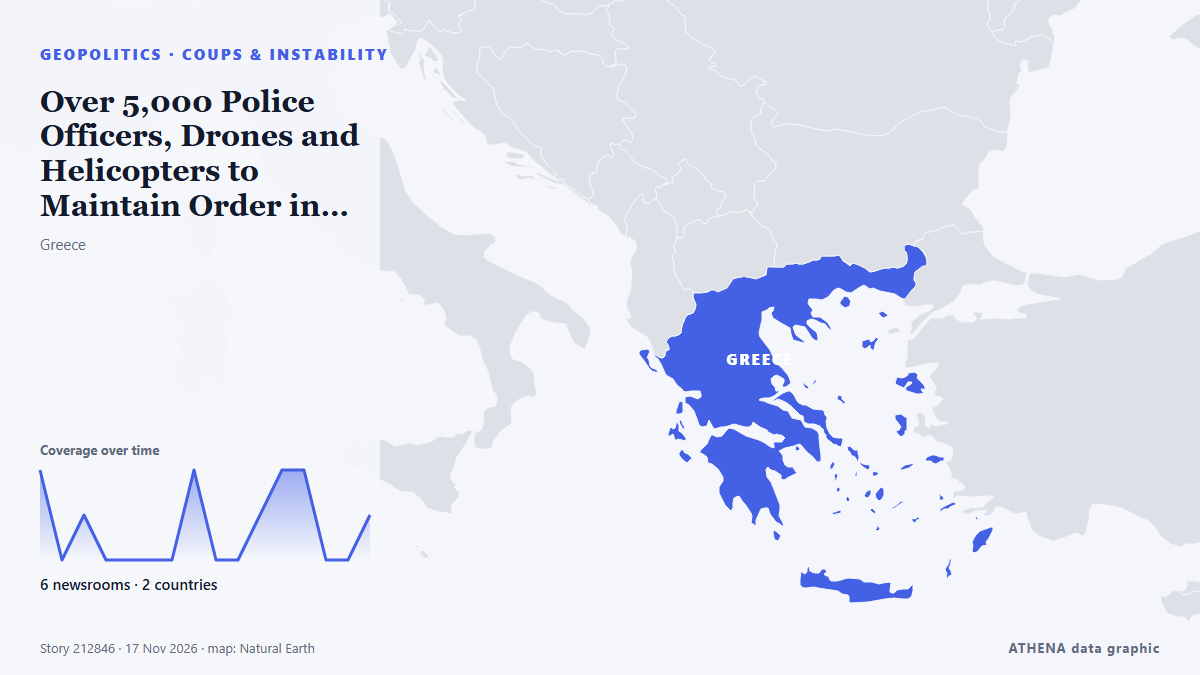 GEOPOLITICS · COUPS & INSTABILITY
Over 5,000 Police
Officers, Drones and
Helicopters to
Maintain Order in...
Greece
GREECE
Coverage over time
6 newsrooms · 2 countries
Story 212846 · 17 Nov 2026 · map: Natural Earth
ATHENA data graphic